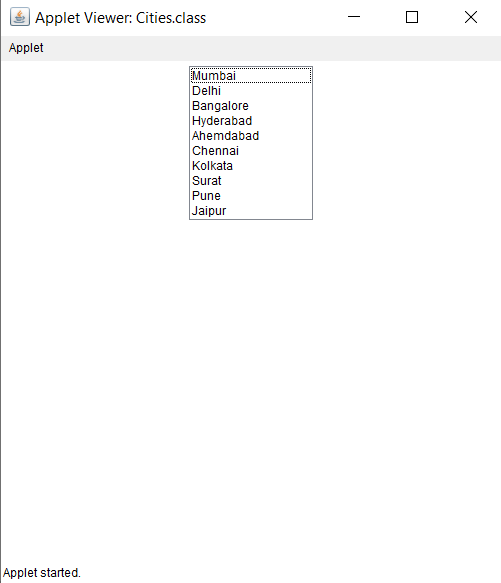 Applet Viewer: Cities.class
Applet
Mumbai
Delhi
Bangalore
Hyderabad
Ahemdabad
Chennai
Kolkata
Surat
Pune
Jaipur
Applet started.